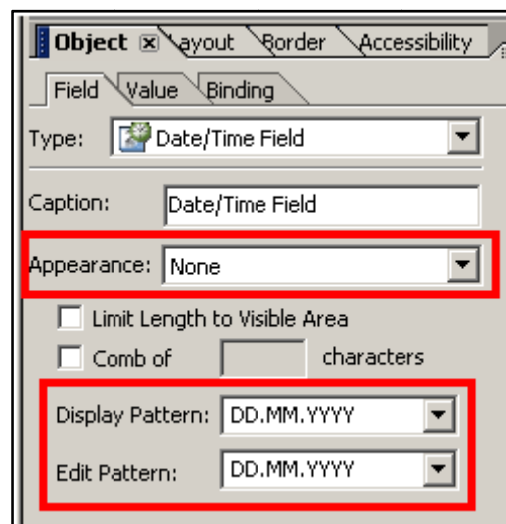 Object Layout Border Accessibility
Field Value Binding
Type: Date/Time Field
Caption: Date/Time Field
Appearance: None
Limit Length to Visible Area
Comb of characters
Display Pattern: DD.MM.YYYY
Edit Pattern: DD.MM.YYYY